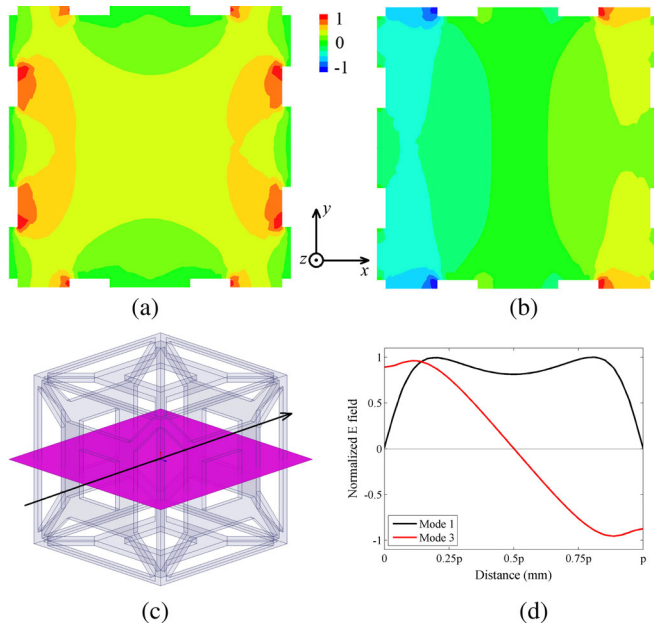 1
0
-1
y
z
x
(a)
(b)
(c)
1
0.5
0
-0.5
-1
Normalized E field
Mode 1
Mode 3
0
0.25p
0.5p
0.75p
p
Distance (mm)
(d)